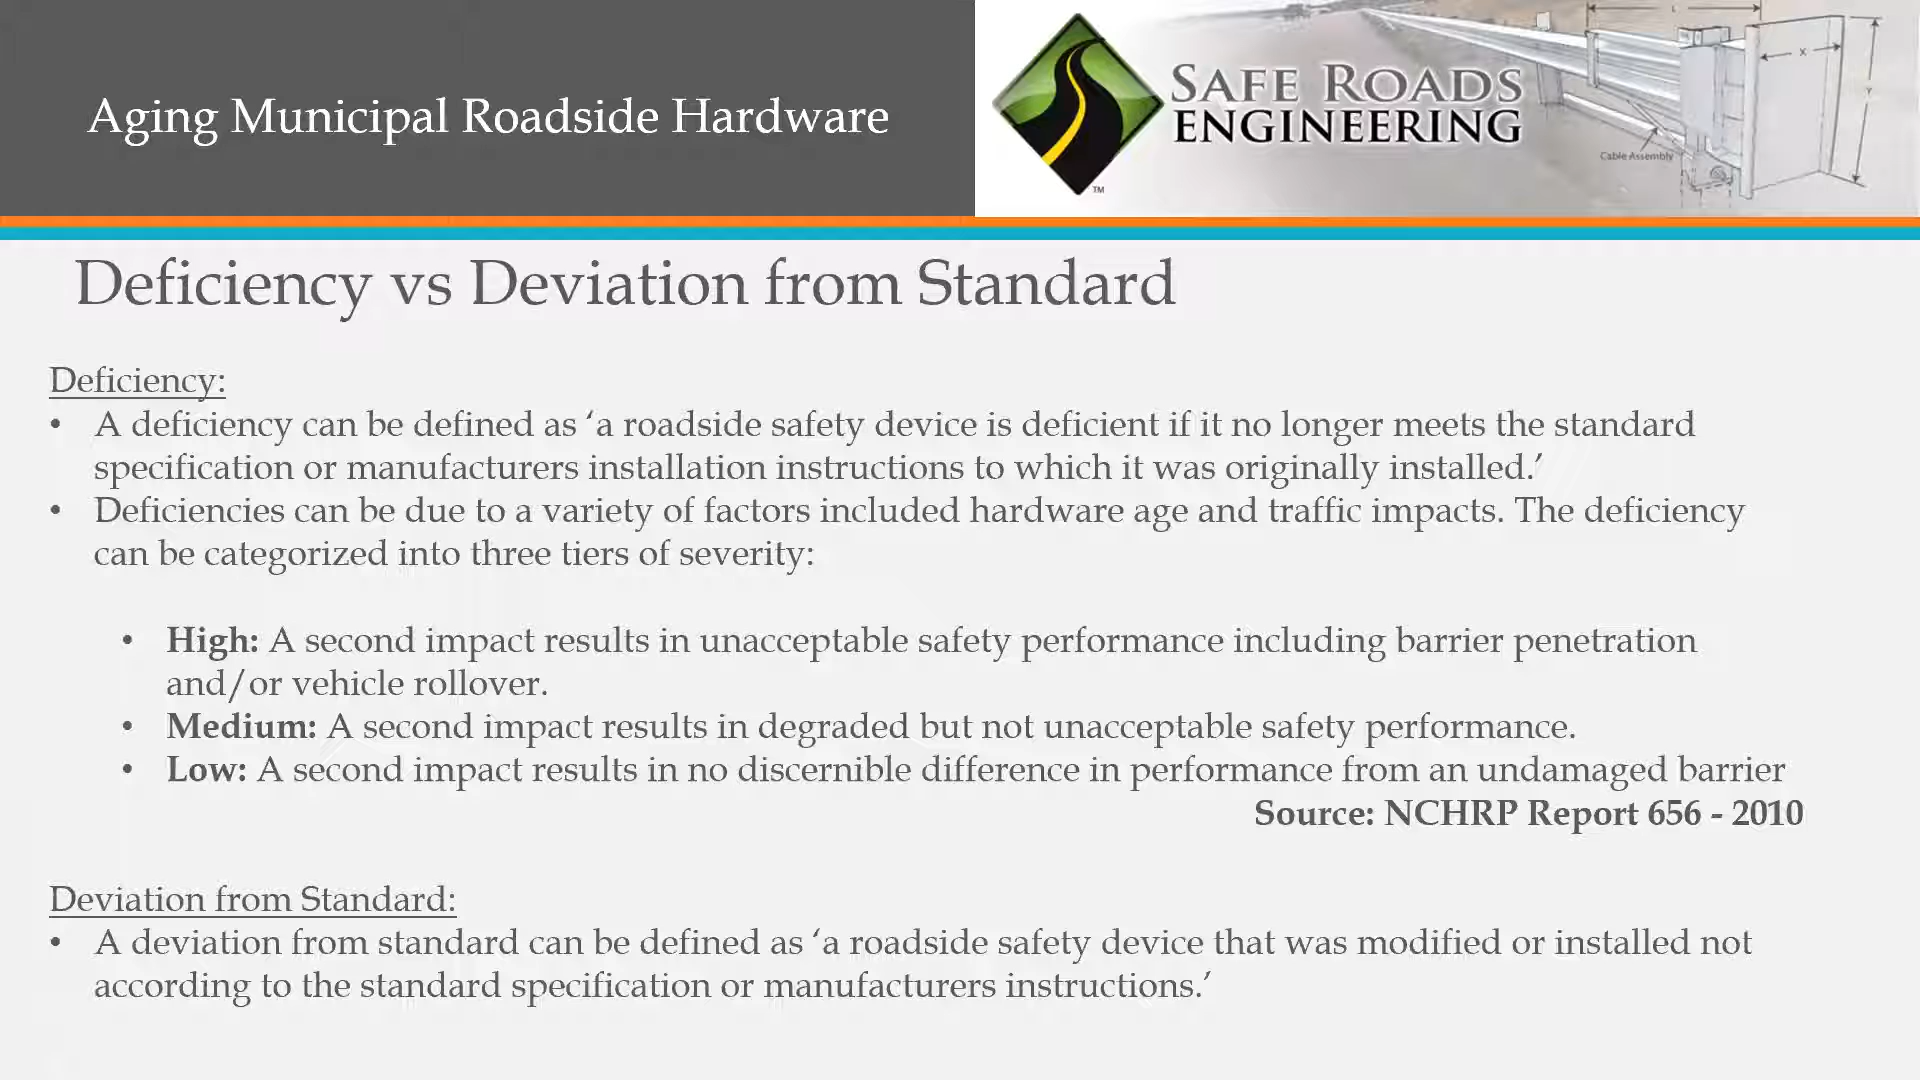 Aging Municipal Roadside Hardware
SAFE ROADS
ENGINEERING
TM
L
X
Y
Cable Assembly
Deficiency vs Deviation from Standard
Deficiency:
• A deficiency can be defined as ‘a roadside safety device is deficient if it no longer meets the standard
specification or manufacturers installation instructions to which it was originally installed.’
• Deficiencies can be due to a variety of factors included hardware age and traffic impacts. The deficiency
can be categorized into three tiers of severity:
• High: A second impact results in unacceptable safety performance including barrier penetration
and/or vehicle rollover.
• Medium: A second impact results in degraded but not unacceptable safety performance.
• Low: A second impact results in no discernible difference in performance from an undamaged barrier
Source: NCHRP Report 656 - 2010
Deviation from Standard:
• A deviation from standard can be defined as ‘a roadside safety device that was modified or installed not
according to the standard specification or manufacturers instructions.’